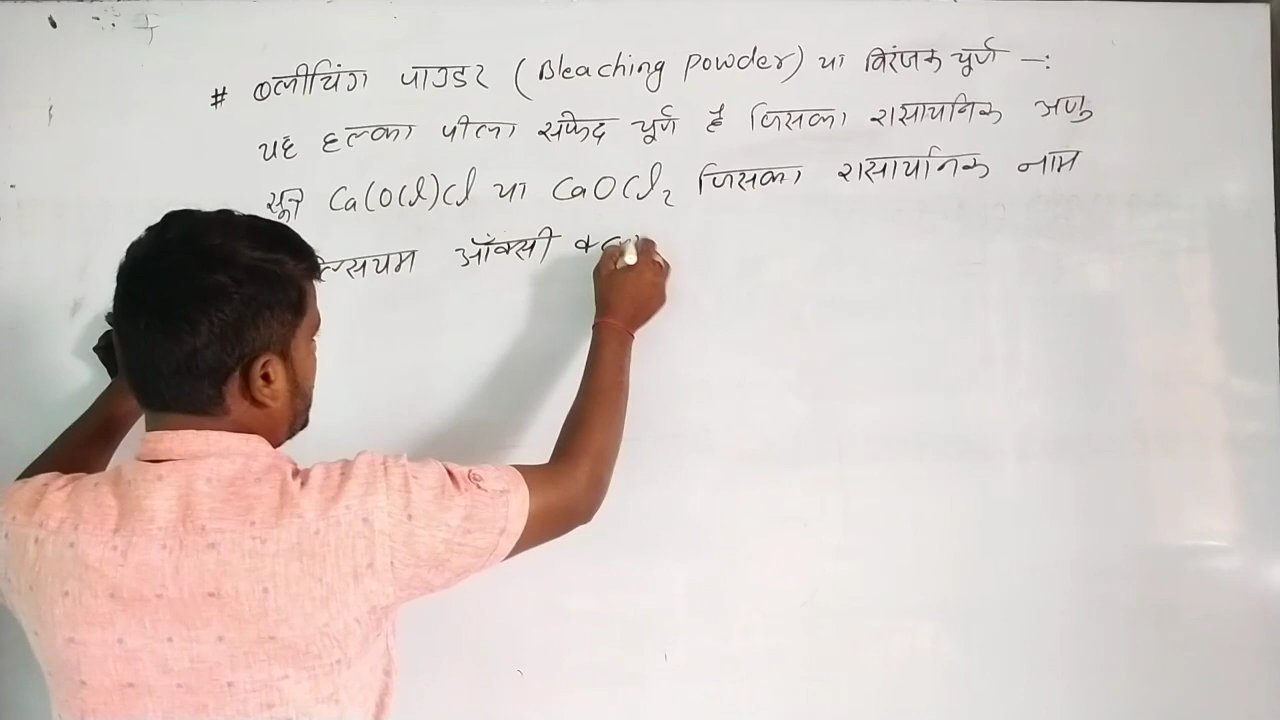 # ब्लीचिंग पाउडर (Bleaching Powder) या विरंजक चूर्ण -:
यह हल्का पीला सफेद चूर्ण है जिसका रासायनिक अणु
सूत्र Ca(OCl)Cl या CaOCl₂ जिसका रासायनिक नाम
ल्सियम ऑक्सी